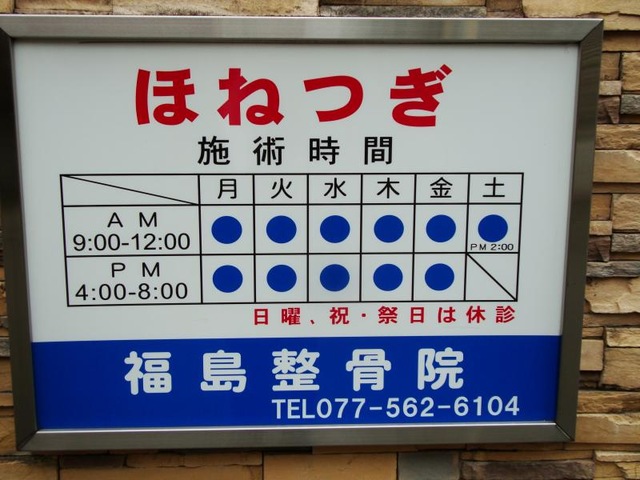 ほねつぎ
施術時間
月 火 水 木 金 土
AM
9:00-12:00
PM 2:00
PM
4:00-8:00
日曜、祝・祭日は休診
福島整骨院
TEL077-562-6104